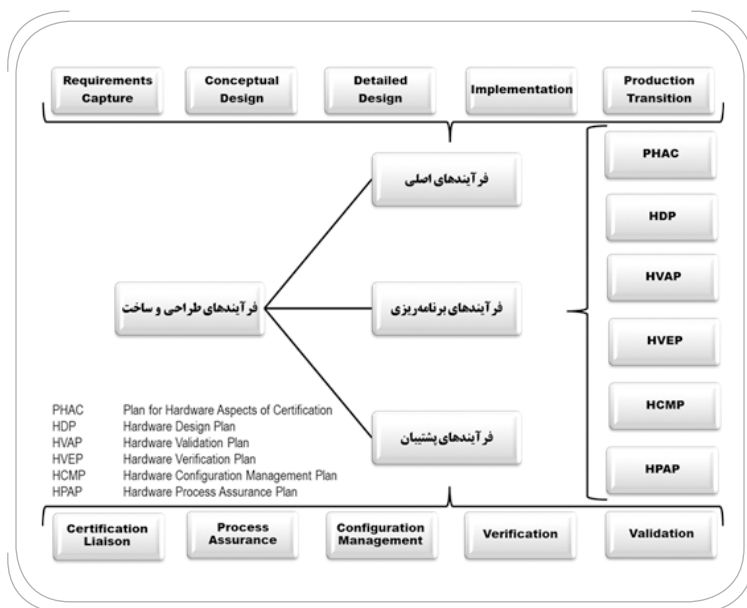 Requirements
Capture
Conceptual
Design
Detailed
Design
Implementation
Production
Transition
فرآیندهای اصلی
PHAC
HDP
HVAP
فرآیندهای طراحی و ساخت
فرآیندهای برنامه‌ریزی
HVEP
HCMP
HPAP
فرآیندهای پشتیبان
PHAC Plan for Hardware Aspects of Certification
HDP Hardware Design Plan
HVAP Hardware Validation Plan
HVEP Hardware Verification Plan
HCMP Hardware Configuration Management Plan
HPAP Hardware Process Assurance Plan
Certification
Liaison
Process
Assurance
Configuration
Management
Verification
Validation